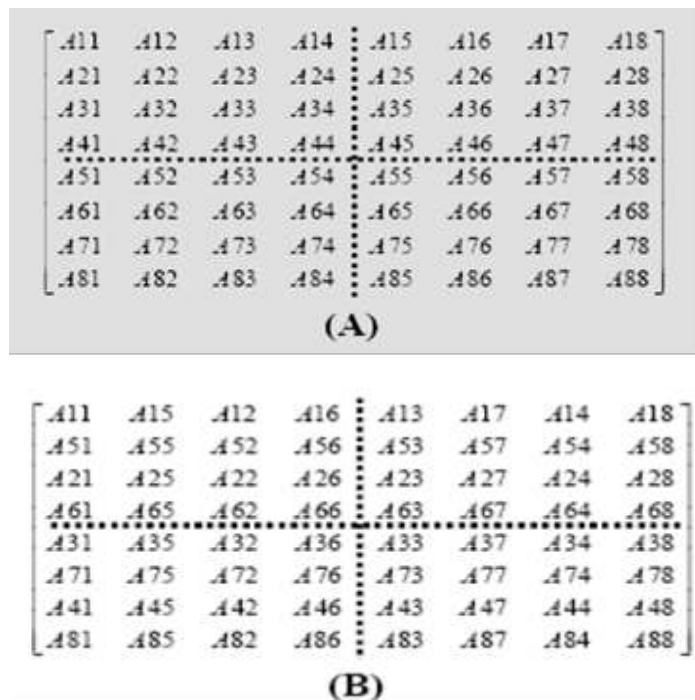 A11 A12 A13 A14 A15 A16 A17 A18
A21 A22 A23 A24 A25 A26 A27 A28
A31 A32 A33 A34 A35 A36 A37 A38
A41 A42 A43 A44 A45 A46 A47 A48
A51 A52 A53 A54 A55 A56 A57 A58
A61 A62 A63 A64 A65 A66 A67 A68
A71 A72 A73 A74 A75 A76 A77 A78
A81 A82 A83 A84 A85 A86 A87 A88
(A)
A11 A15 A12 A16 A13 A17 A14 A18
A51 A55 A52 A56 A53 A57 A54 A58
A21 A25 A22 A26 A23 A27 A24 A28
A61 A65 A62 A66 A63 A67 A64 A68
A31 A35 A32 A36 A33 A37 A34 A38
A71 A75 A72 A76 A73 A77 A74 A78
A41 A45 A42 A46 A43 A47 A44 A48
A81 A85 A82 A86 A83 A87 A84 A88
(B)